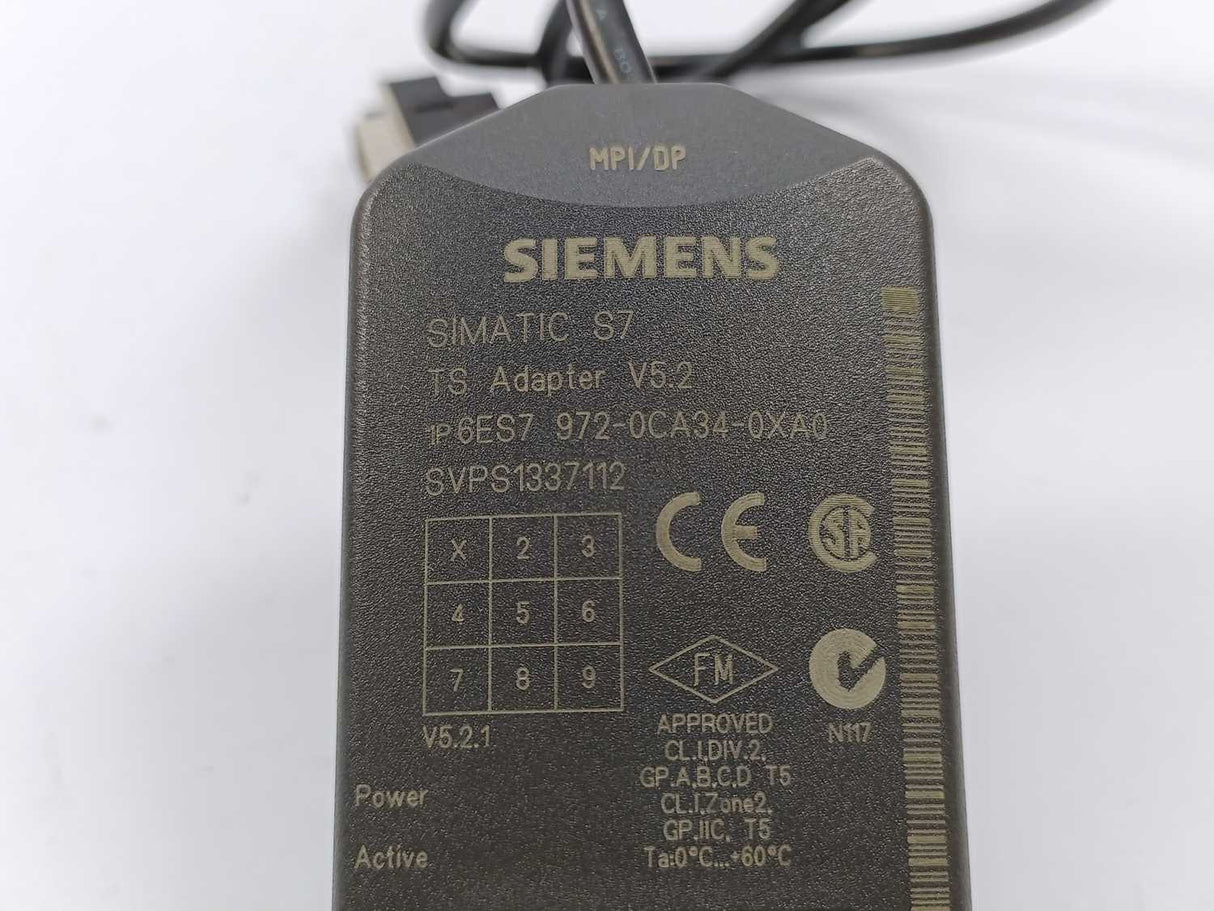 MPI/DP
SIEMENS
SIMATIC S7
TS Adapter V5.2
1P 6ES7 972-0CA34-0XA0
SVPS1337112
X 2 3
4 5 6
7 8 9
V5.2.1
CE
SA
FM
APPROVED
CL.I,DIV.2,
GP.A,B,C,D T5
CL.I,Zone2,
GP.IIC, T5
Ta:0°C...+60°C
N117
Power
Active